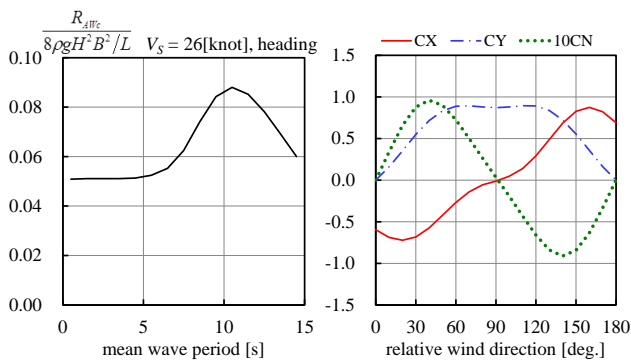 R_AWc
8ρgH²B²/L V_S = 26[knot], heading
0.10
0.08
0.06
0.04
0.02
0.00
0 5 10 15
mean wave period [s]
CX CY 10CN
1.5
1.0
0.5
0.0
-0.5
-1.0
-1.5
0 30 60 90 120 150 180
relative wind direction [deg.]